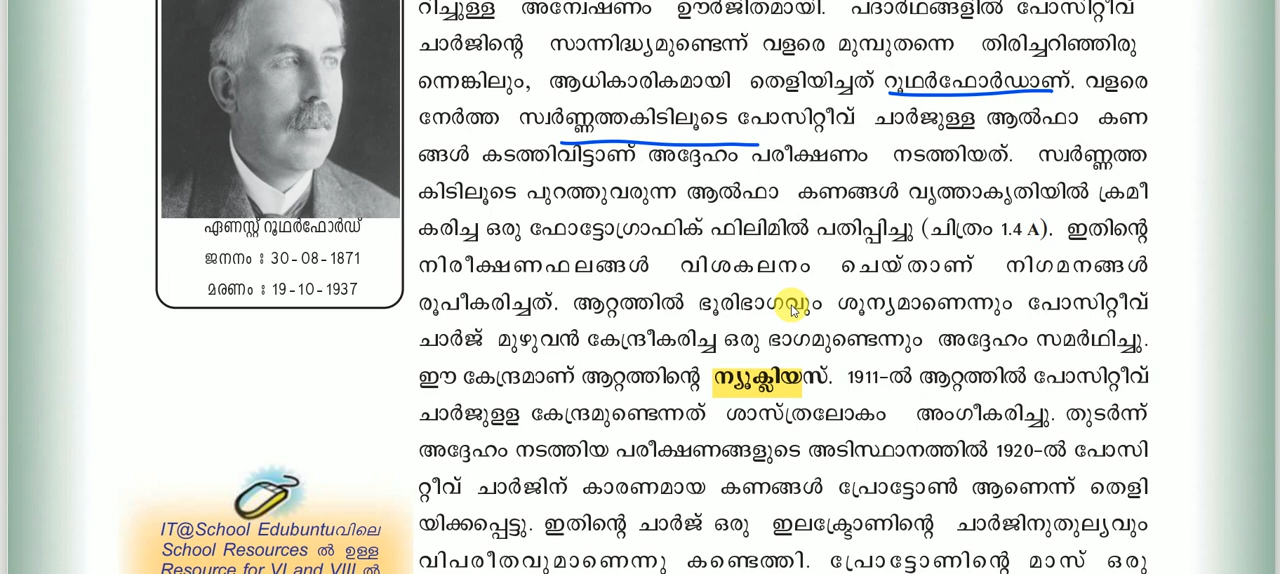 റിച്ചുള്ള അന്വേഷണം ഊർജിതമായി. പദാർഥങ്ങളിൽ പോസിറ്റീവ്
ചാർജിന്റെ സാന്നിദ്ധ്യമുണ്ടെന്ന് വളരെ മുമ്പുതന്നെ തിരിച്ചറിഞ്ഞിരു
ന്നെങ്കിലും, ആധികാരികമായി തെളിയിച്ചത് റൂഥർഫോർഡാണ്. വളരെ
നേർത്ത സ്വർണ്ണത്തകിടിലൂടെ പോസിറ്റീവ് ചാർജുള്ള ആൽഫാ കണ
ങ്ങൾ കടത്തിവിട്ടാണ് അദ്ദേഹം പരീക്ഷണം നടത്തിയത്. സ്വർണ്ണത്ത
കിടിലൂടെ പുറത്തുവരുന്ന ആൽഫാ കണങ്ങൾ വൃത്താകൃതിയിൽ ക്രമീ
കരിച്ച ഒരു ഫോട്ടോഗ്രാഫിക് ഫിലിമിൽ പതിപ്പിച്ചു (ചിത്രം 1.4 A). ഇതിന്റെ
നിരീക്ഷണഫലങ്ങൾ വിശകലനം ചെയ്താണ് നിഗമനങ്ങൾ
രൂപീകരിച്ചത്. ആറ്റത്തിൽ ഭൂരിഭാഗവും ശൂന്യമാണെന്നും പോസിറ്റീവ്
ചാർജ് മുഴുവൻ കേന്ദ്രീകരിച്ച ഒരു ഭാഗമുണ്ടെന്നും അദ്ദേഹം സമർഥിച്ചു.
ഈ കേന്ദ്രമാണ് ആറ്റത്തിന്റെ ന്യൂക്ലിയസ്. 1911-ൽ ആറ്റത്തിൽ പോസിറ്റീവ്
ചാർജുളള കേന്ദ്രമുണ്ടെന്നത് ശാസ്ത്രലോകം അംഗീകരിച്ചു. തുടർന്ന്
അദ്ദേഹം നടത്തിയ പരീക്ഷണങ്ങളുടെ അടിസ്ഥാനത്തിൽ 1920-ൽ പോസി
റ്റീവ് ചാർജിന് കാരണമായ കണങ്ങൾ പ്രോട്ടോൺ ആണെന്ന് തെളി
യിക്കപ്പെട്ടു. ഇതിന്റെ ചാർജ് ഒരു ഇലക്ട്രോണിന്റെ ചാർജിനുതുല്യവും
വിപരീതവുമാണെന്നു കണ്ടെത്തി. പ്രോട്ടോണിന്റെ മാസ് ഒരു
ഏണസ്റ്റ് റൂഥർഫോർഡ്
ജനനം : 30-08-1871
മരണം : 19-10-1937
IT@School Edubuntuവിലെ
School Resources ൽ ഉള്ള
Resource for VI and VIII ൽ